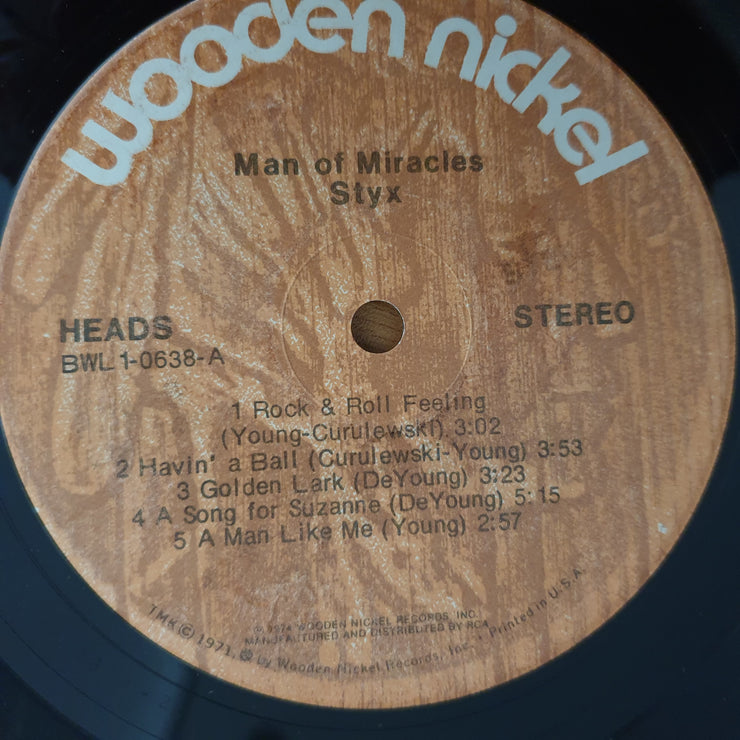 wooden nickel
Man of Miracles
Styx
HEADS
BWL 1-0638-A
STEREO
1 Rock & Roll Feeling
(Young-Curulewski) 3:02
2 Havin' a Ball (Curulewski-Young) 3:53
3 Golden Lark (DeYoung) 3:23
4 A Song for Suzanne (DeYoung) 5:15
5 A Man Like Me (Young) 2:57
℗ 1974 WOODEN NICKEL RECORDS, INC.
MANUFACTURED AND DISTRIBUTED BY RCA
TMK © 1971, ® by Wooden Nickel Records, Inc. • Printed in U.S.A.